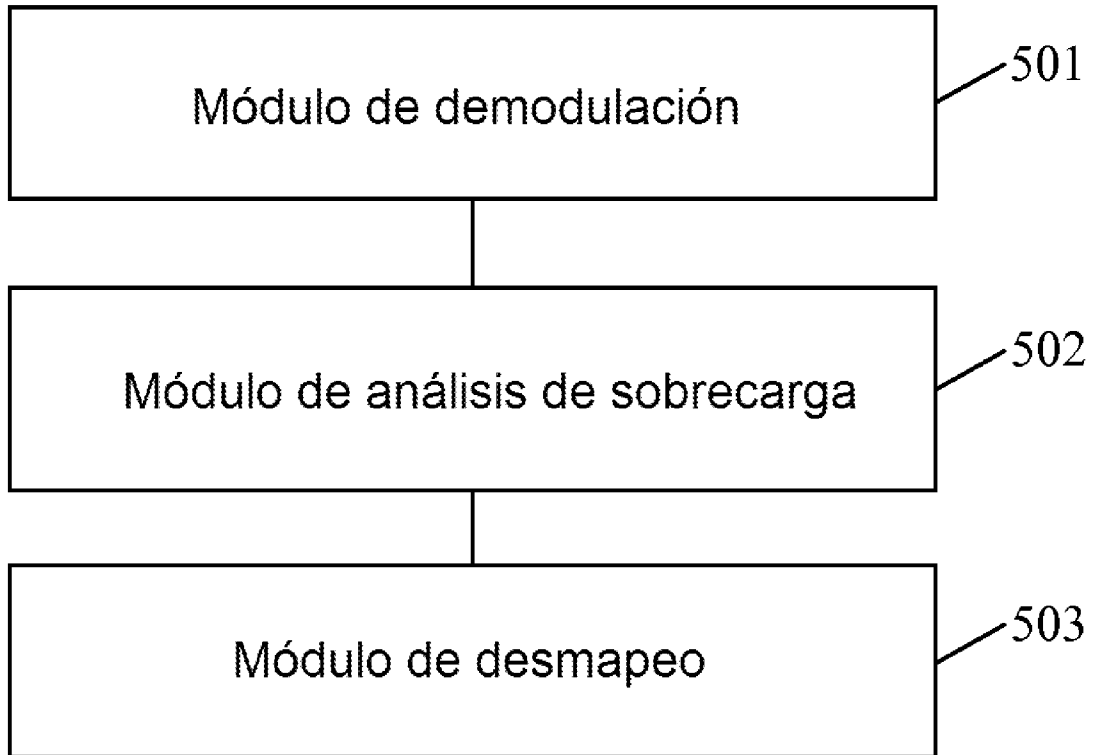 Módulo de demodulación
501
Módulo de análisis de sobrecarga
502
Módulo de desmapeo
503